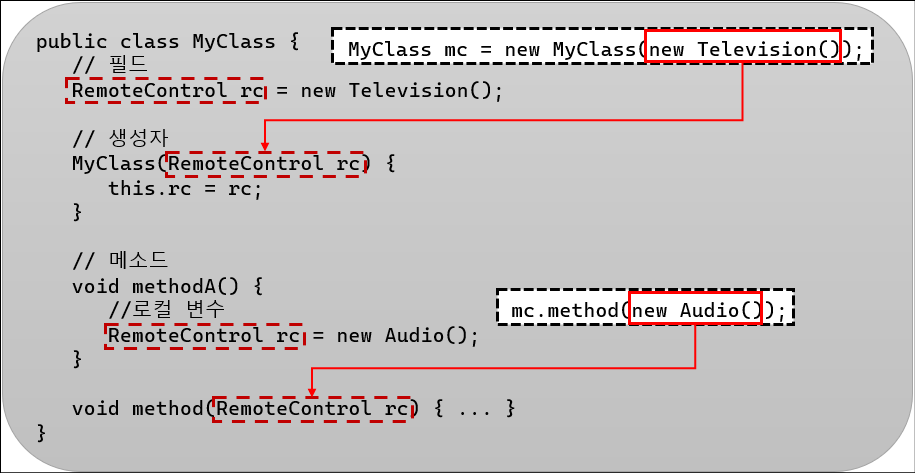 public class MyClass {
MyClass mc = new MyClass(new Television());
// 필드
RemoteControl rc = new Television();
// 생성자
MyClass(RemoteControl rc) {
this.rc = rc;
}
// 메소드
void methodA() {
//로컬 변수
mc.method(new Audio());
RemoteControl rc = new Audio();
}
void method(RemoteControl rc) { ... }
}